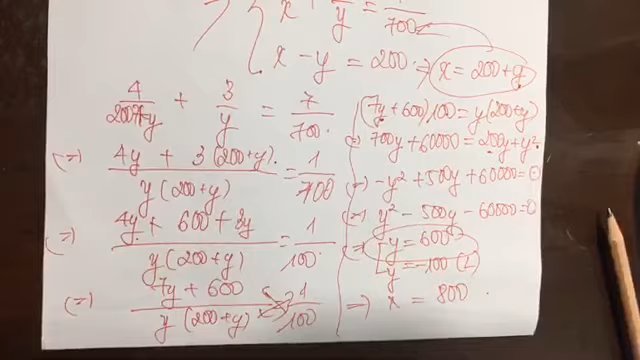 x + /y = 1/700
x - y = 200 ⇒ x = 200 + y
4/(200+y) + 3/y = 7/700
(=) (4y + 3(200+y))/(y(200+y)) = 1/700
(=) (4y + 600 + 3y)/(y(200+y)) = 1/100
(=) (7y + 600)/(y(200+y)) = 1/100
(7y + 600)100 = y(200+y)
(=) 700y + 60000 = 200y + y²
(=) -y² + 500y + 60000 = 0
(=) y² - 500y - 60000 = 0
(=) y = 600
y = -100 (L)
⇒ x = 800